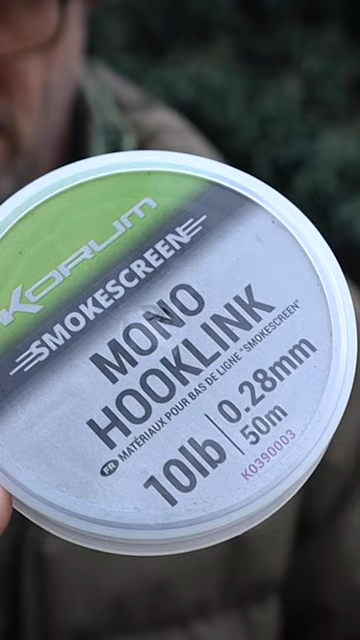 KORUM
SMOKESCREEN
MONO
HOOKLINK
FR MATÉRIAUX POUR BAS DE LIGNE "SMOKESCREEN"
10lb | 0.28mm
50m
K0390003